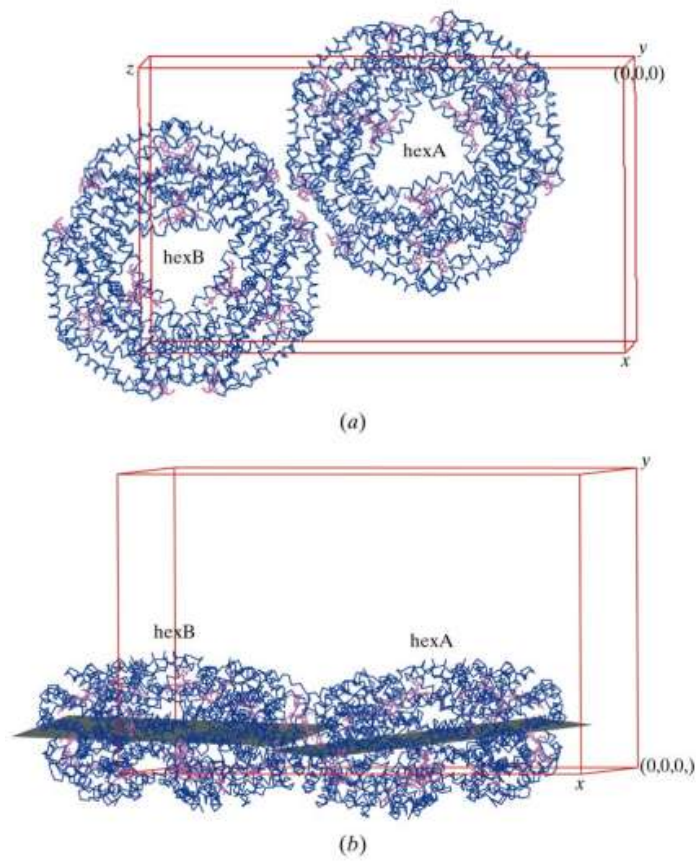 y
z
(0,0,0)
hexA
hexB
x
(a)
y
hexB
hexA
(0,0,0,)
x
(b)